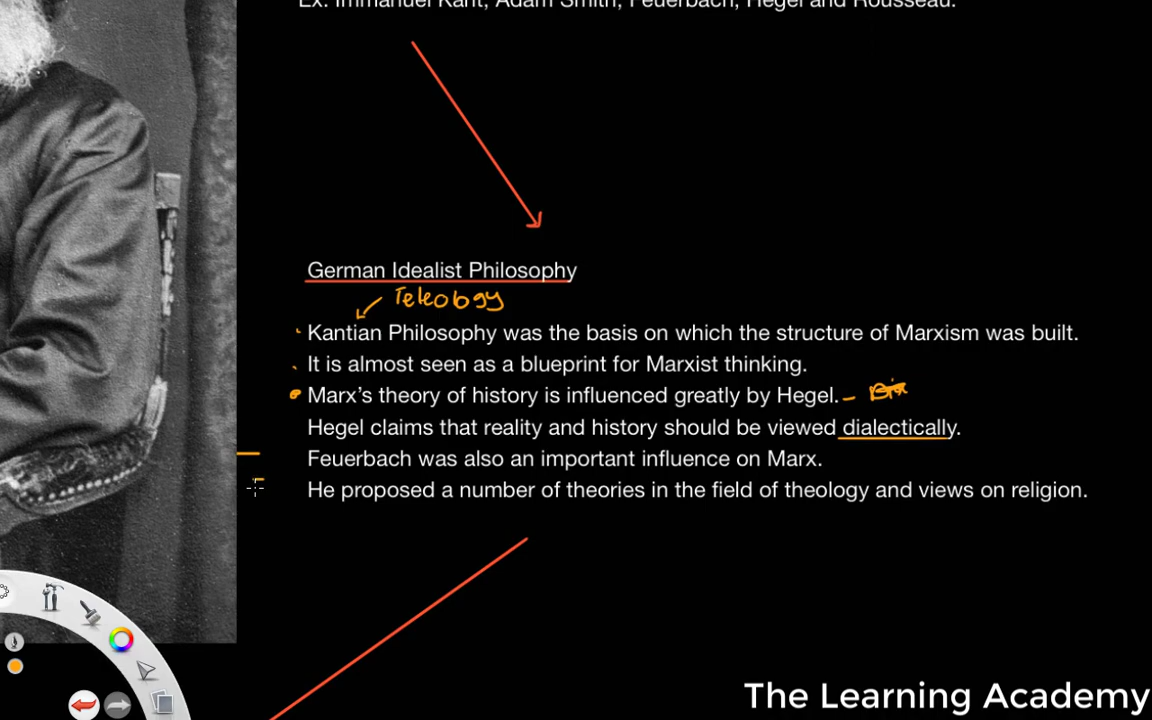 Ex: Immanuel Kant, Adam Smith, Feuerbach, Hegel and Rousseau.
German Idealist Philosophy
Teleology
Kantian Philosophy was the basis on which the structure of Marxism was built.
It is almost seen as a blueprint for Marxist thinking.
Marx's theory of history is influenced greatly by Hegel. -
Hegel claims that reality and history should be viewed dialectically.
Feuerbach was also an important influence on Marx.
He proposed a number of theories in the field of theology and views on religion.
The Learning Academy